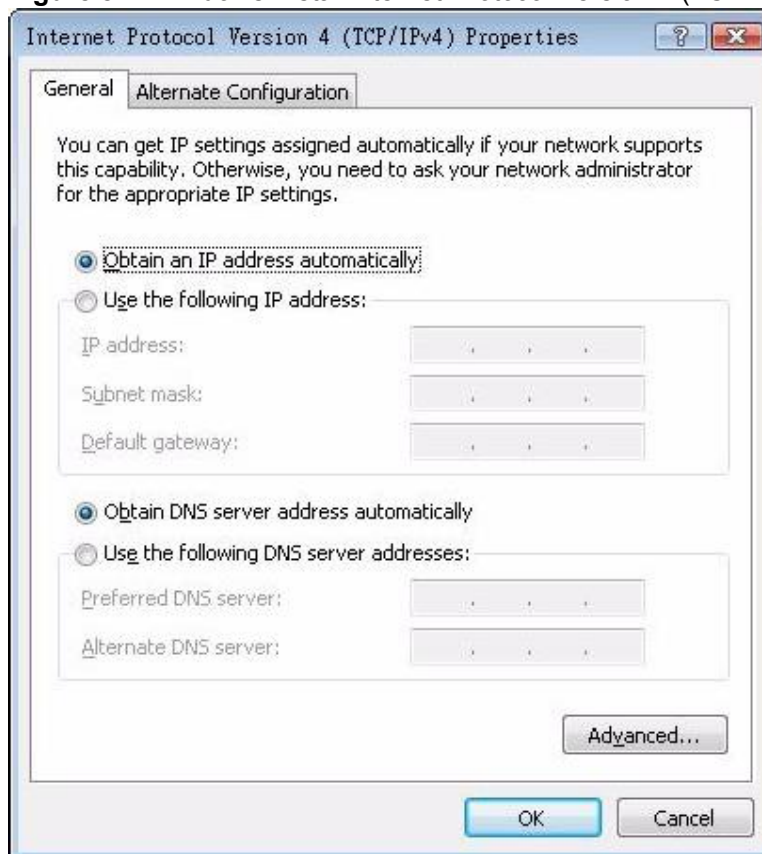 Internet Protocol Version 4 (TCP/IPv4) Properties
General
Alternate Configuration
You can get IP settings assigned automatically if your network supports
this capability. Otherwise, you need to ask your network administrator
for the appropriate IP settings.
Obtain an IP address automatically
Use the following IP address:
IP address:
Subnet mask:
Default gateway:
Obtain DNS server address automatically
Use the following DNS server addresses:
Preferred DNS server:
Alternate DNS server:
Advanced...
OK
Cancel